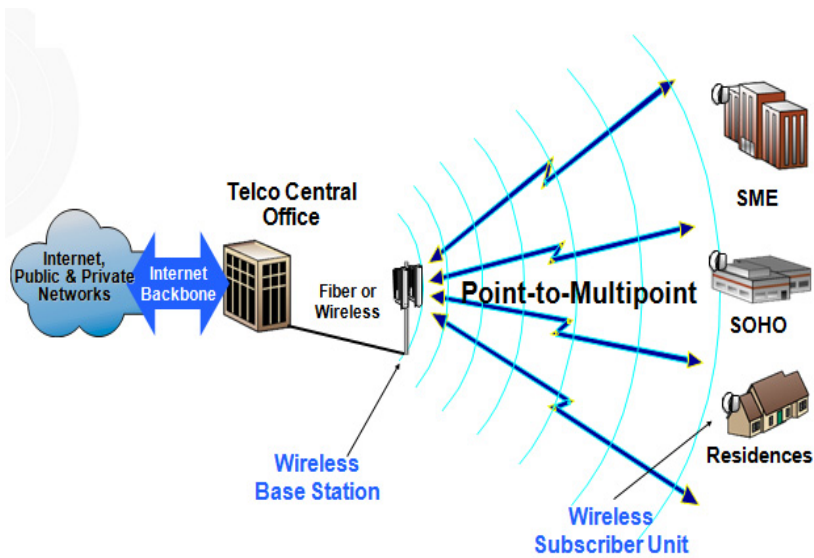 Telco Central
Office
Internet,
Public & Private
Networks
Internet
Backbone
Fiber or
Wireless
Point-to-Multipoint
SME
SOHO
Residences
Wireless
Base Station
Wireless
Subscriber Unit